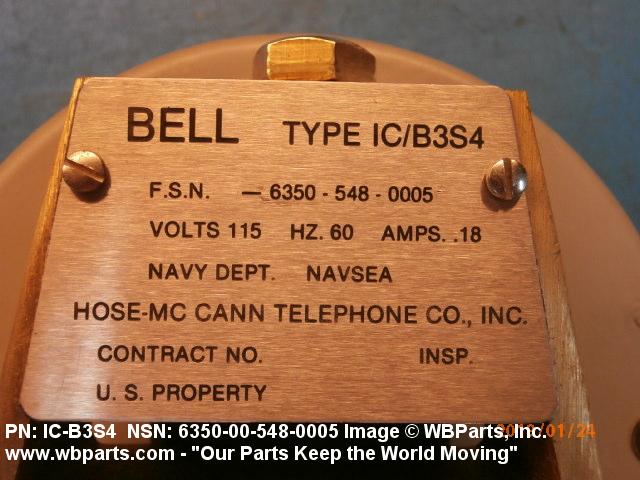 BELL TYPE IC/B3S4
F.S.N. — 6350 - 548 - 0005
VOLTS 115 HZ. 60 AMPS. .18
NAVY DEPT. NAVSEA
HOSE-MC CANN TELEPHONE CO., INC.
CONTRACT NO. INSP.
U. S. PROPERTY
PN: IC-B3S4 NSN: 6350-00-548-0005 Image © WBParts, Inc.
/01/24
www.wbparts.com - "Our Parts Keep the World Moving"